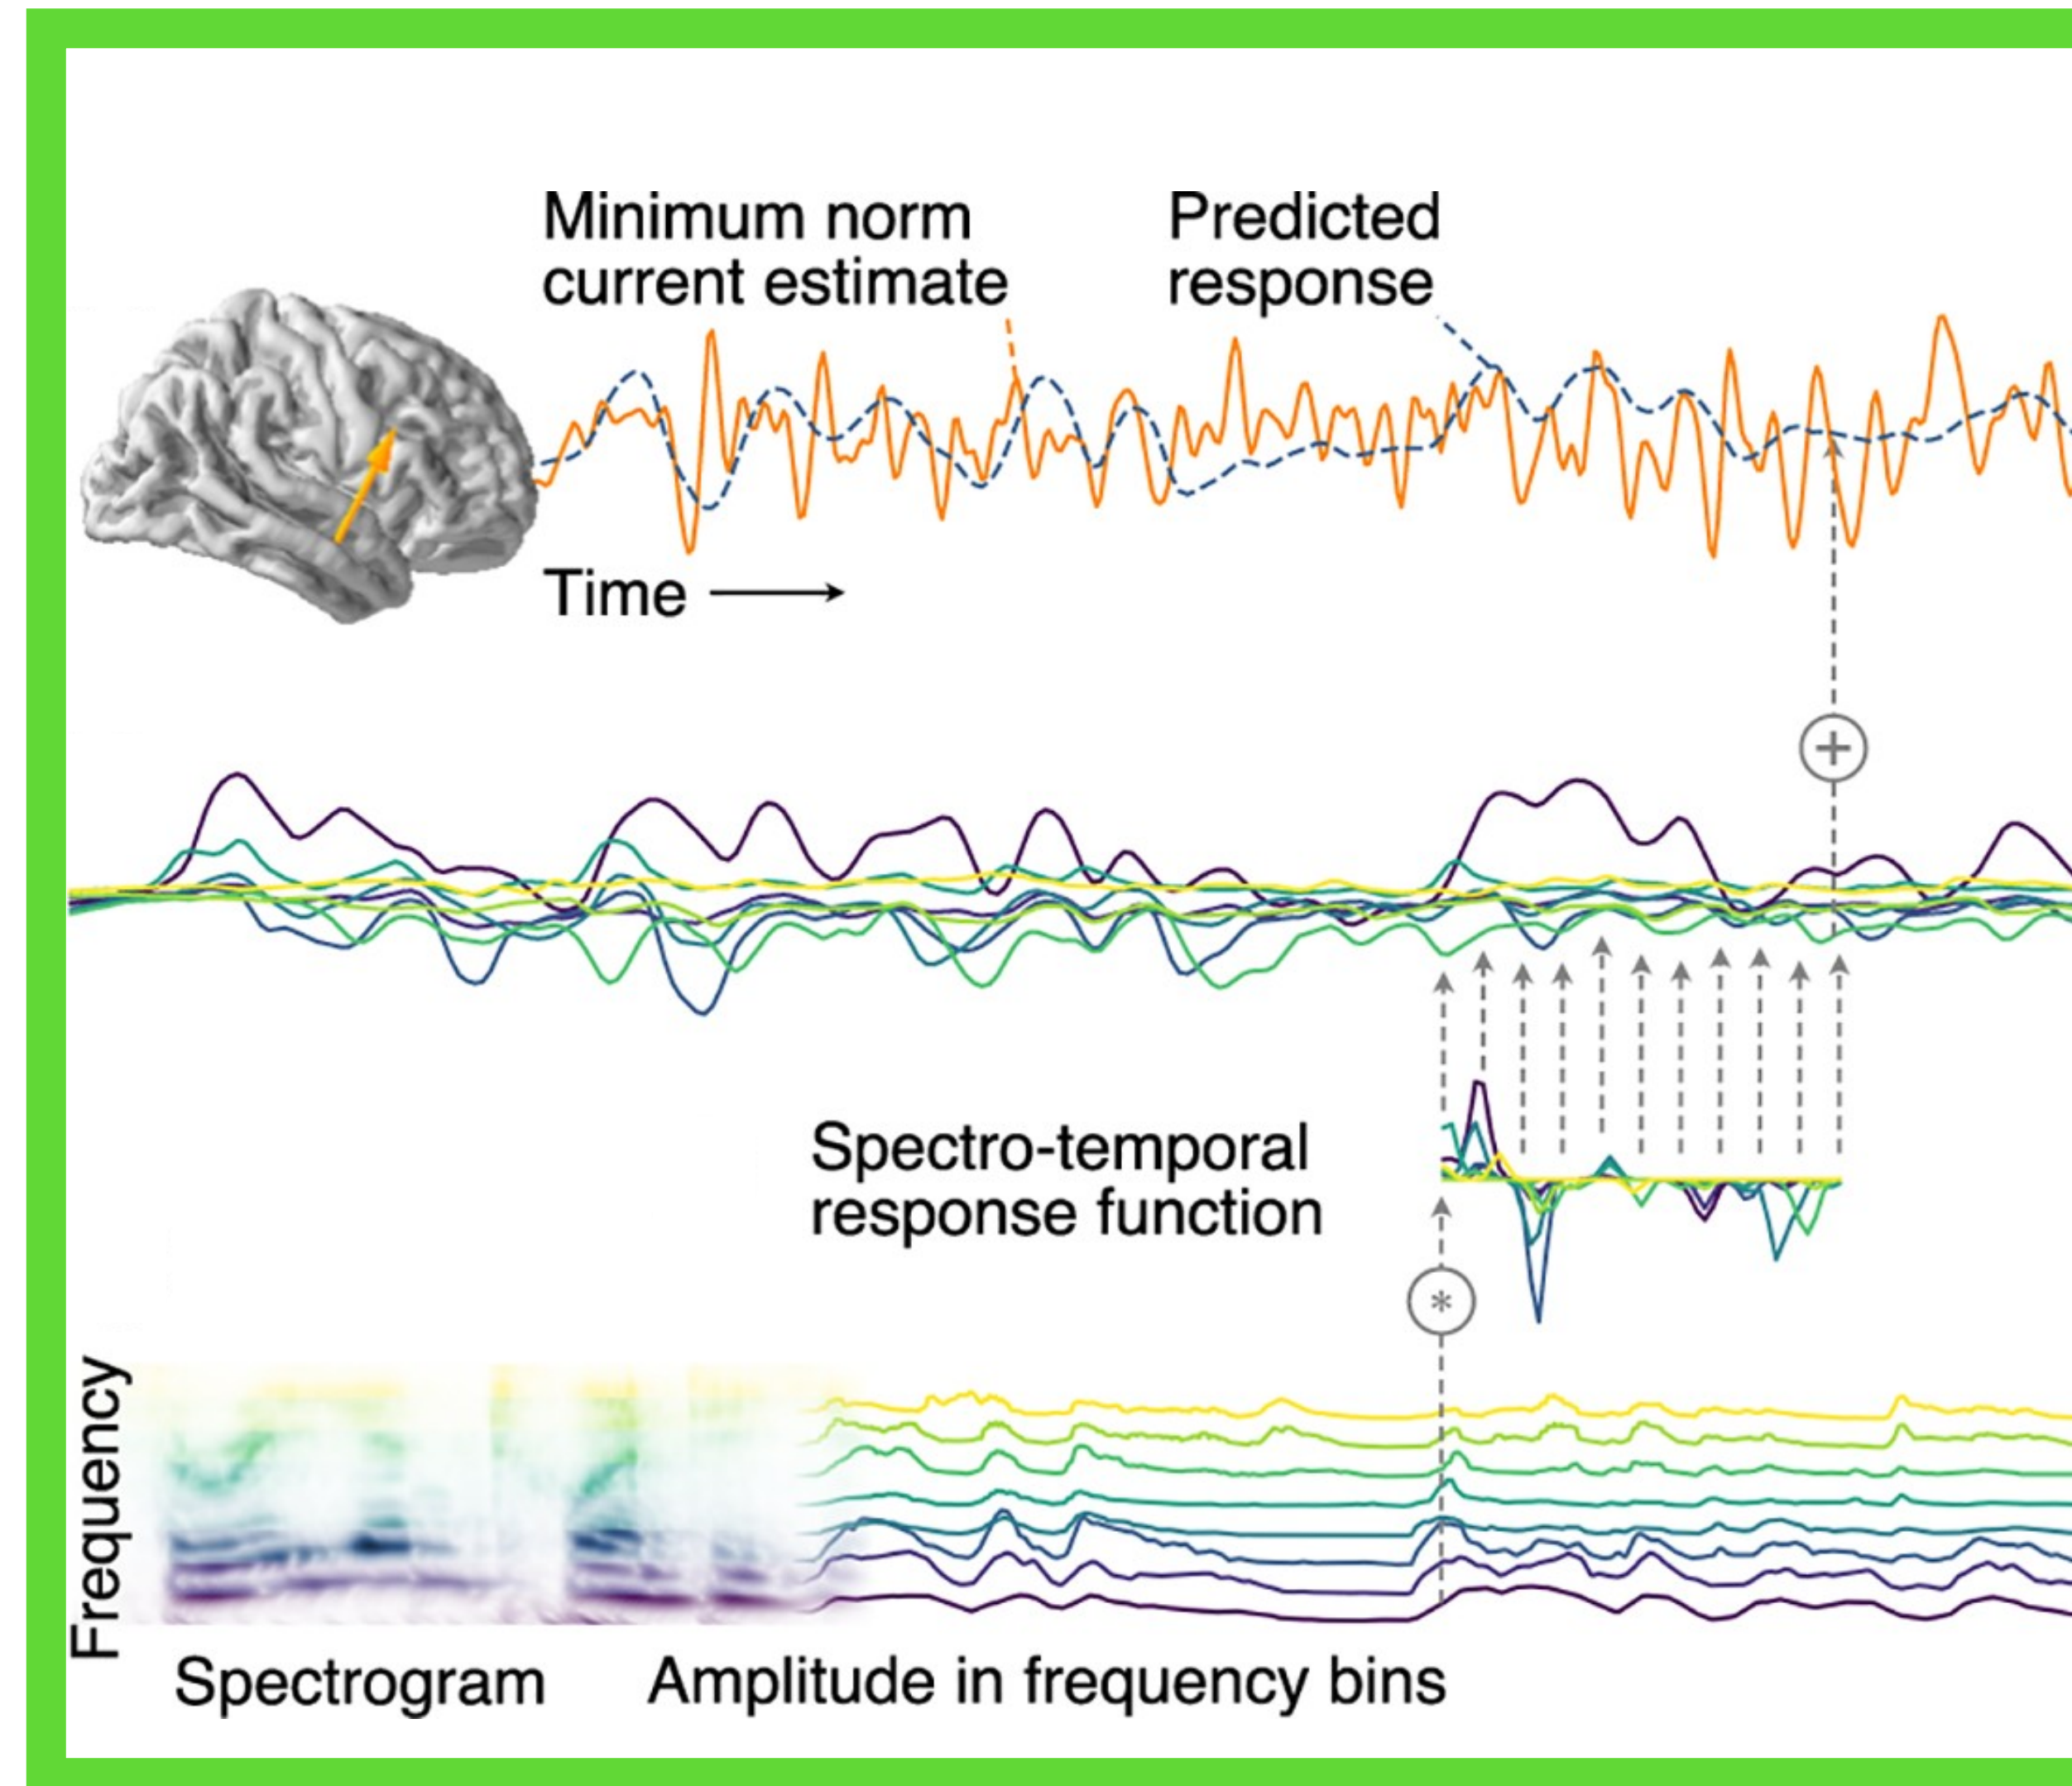 Minimum norm
current estimate
Predicted
response
Time
+
Spectro-temporal
response function
*
Frequency
Spectrogram
Amplitude in frequency bins